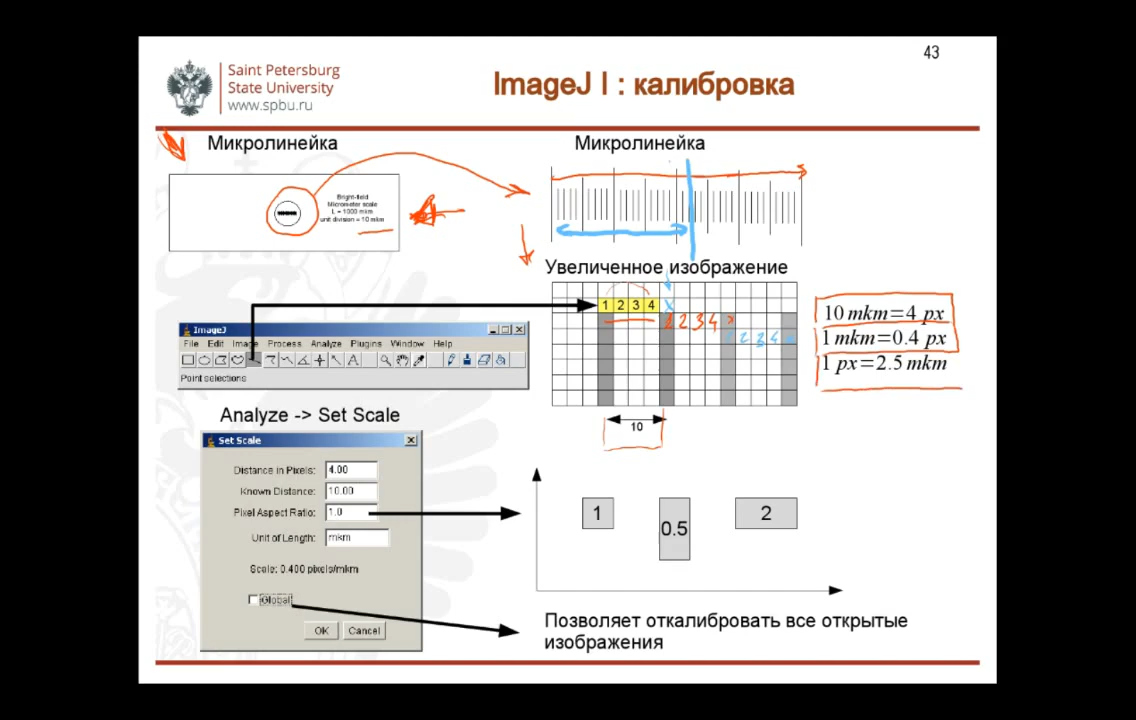 43
Saint Petersburg
State University
www.spbu.ru
ImageJ I : калибровка
Микролинейка
Микролинейка
Bright-field
Micrometer scale
L = 1000 mkm
unit division = 10 mkm
Увеличенное изображение
1 2 3 4 x
1 2 3 4 x
1 2 3 4 x
10
10 mkm=4 px
1 mkm=0.4 px
1 px=2.5 mkm
ImageJ
File Edit Image Process Analyze Plugins Window Help
A
Point selections
Analyze -> Set Scale
Set Scale
Distance in Pixels: 4.00
Known Distance: 10.00
Pixel Aspect Ratio: 1.0
Unit of Length: mkm
Scale: 0.400 pixels/mkm
Global
OK Cancel
1
0.5
2
Позволяет откалибровать все открытые
изображения